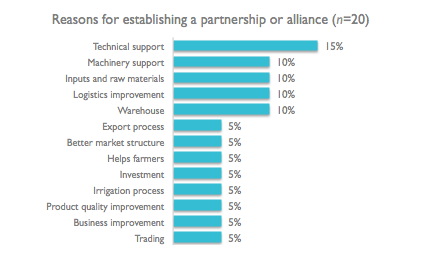 Reasons for establishing a partnership or alliance (n=20)
Technical support 15%
Machinery support 10%
Inputs and raw materials 10%
Logistics improvement 10%
Warehouse 10%
Export process 5%
Better market structure 5%
Helps farmers 5%
Investment 5%
Irrigation process 5%
Product quality improvement 5%
Business improvement 5%
Trading 5%